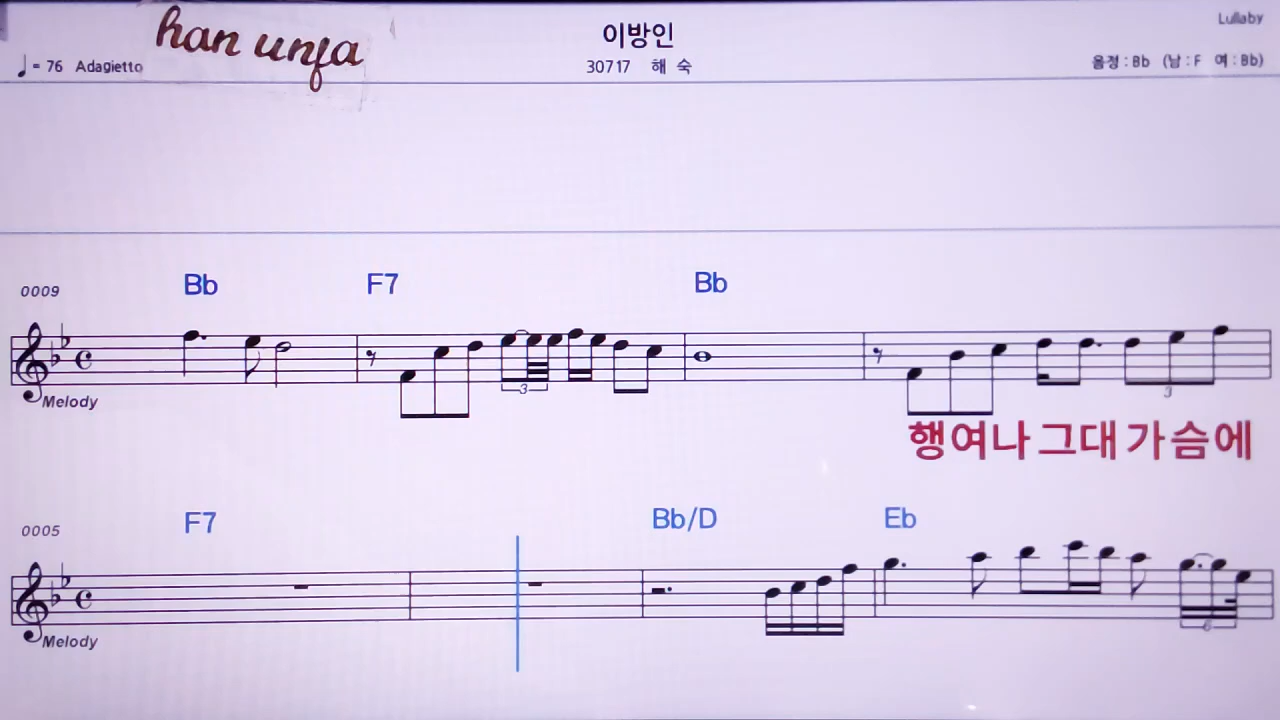 han unja
이방인
Lullaby
♩= 76 Adagietto
30717 해 숙
음정 : Bb (남 : F 여 : Bb)
0009
Bb F7 Bb
3
3
Melody
행여나 그대 가슴에
0005
F7 Bb/D Eb
6
Melody